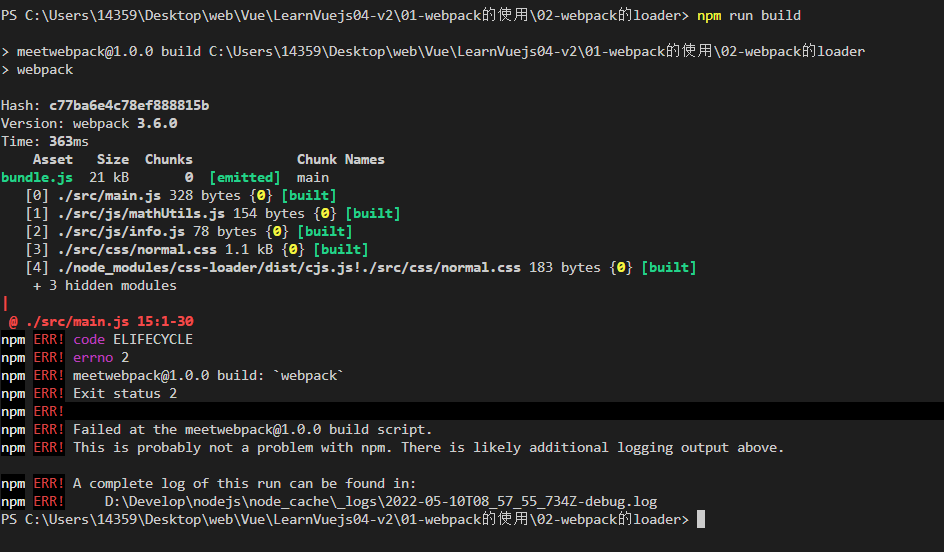 PS C:\Users\14359\Desktop\web\Vue\LearnVuejs04-v2\01-webpack的使用\02-webpack的loader> npm run build
> meetwebpack@1.0.0 build C:\Users\14359\Desktop\web\Vue\LearnVuejs04-v2\01-webpack的使用\02-webpack的loader
> webpack
Hash: c77ba6e4c78ef888815b
Version: webpack 3.6.0
Time: 363ms
Asset Size Chunks Chunk Names
bundle.js 21 kB 0 [emitted] main
[0] ./src/main.js 328 bytes {0} [built]
[1] ./src/js/mathUtils.js 154 bytes {0} [built]
[2] ./src/js/info.js 78 bytes {0} [built]
[3] ./src/css/normal.css 1.1 kB {0} [built]
[4] ./node_modules/css-loader/dist/cjs.js!./src/css/normal.css 183 bytes {0} [built]
+ 3 hidden modules
|
@ ./src/main.js 15:1-30
npm ERR! code ELIFECYCLE
npm ERR! errno 2
npm ERR! meetwebpack@1.0.0 build: `webpack`
npm ERR! Exit status 2
npm ERR!
npm ERR! Failed at the meetwebpack@1.0.0 build script.
npm ERR! This is probably not a problem with npm. There is likely additional logging output above.
npm ERR! A complete log of this run can be found in:
npm ERR! D:\Develop\nodejs\node_cache\_logs\2022-05-10T08_57_55_734Z-debug.log
PS C:\Users\14359\Desktop\web\Vue\LearnVuejs04-v2\01-webpack的使用\02-webpack的loader>